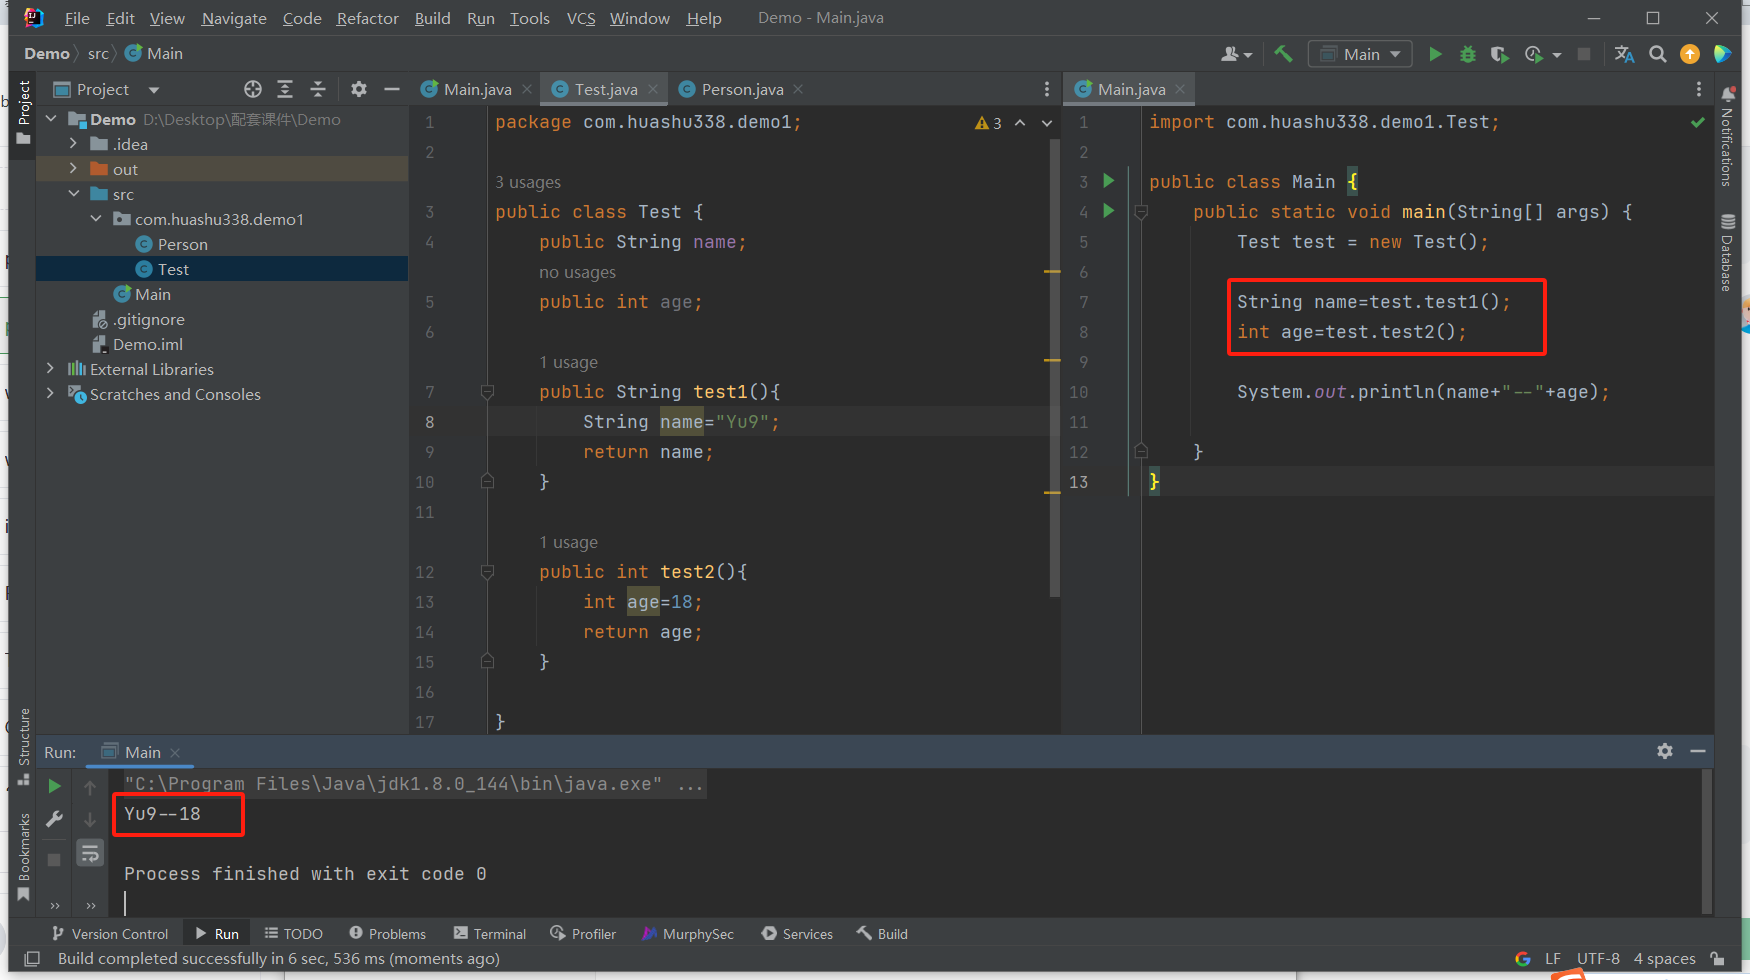 File Edit View Navigate Code Refactor Build Run Tools VCS Window Help Demo - Main.java
Demo src Main
Main
Project
Main.java Test.java Person.java
Main.java
Project
Demo D:\Desktop\配套课件\Demo
.idea
out
src
com.huashu338.demo1
Person
Test
Main
.gitignore
Demo.iml
External Libraries
Scratches and Consoles
Structure
Bookmarks
3
1 package com.huashu338.demo1;
2
3 usages
3 public class Test {
4 public String name;
no usages
5 public int age;
6
1 usage
7 public String test1(){
8 String name="Yu9";
9 return name;
10 }
11
1 usage
12 public int test2(){
13 int age=18;
14 return age;
15 }
16
17 }
1 import com.huashu338.demo1.Test;
2
3 public class Main {
4 public static void main(String[] args) {
5 Test test = new Test();
6
7 String name=test.test1();
8 int age=test.test2();
9
10 System.out.println(name+"--"+age);
11
12 }
13 }
Notifications
Database
Run: Main
"C:\Program Files\Java\jdk1.8.0_144\bin\java.exe" ...
Yu9--18
Process finished with exit code 0
Version Control Run TODO Problems Terminal Profiler MurphySec Services Build
Build completed successfully in 6 sec, 536 ms (moments ago)
LF UTF-8 4 spaces